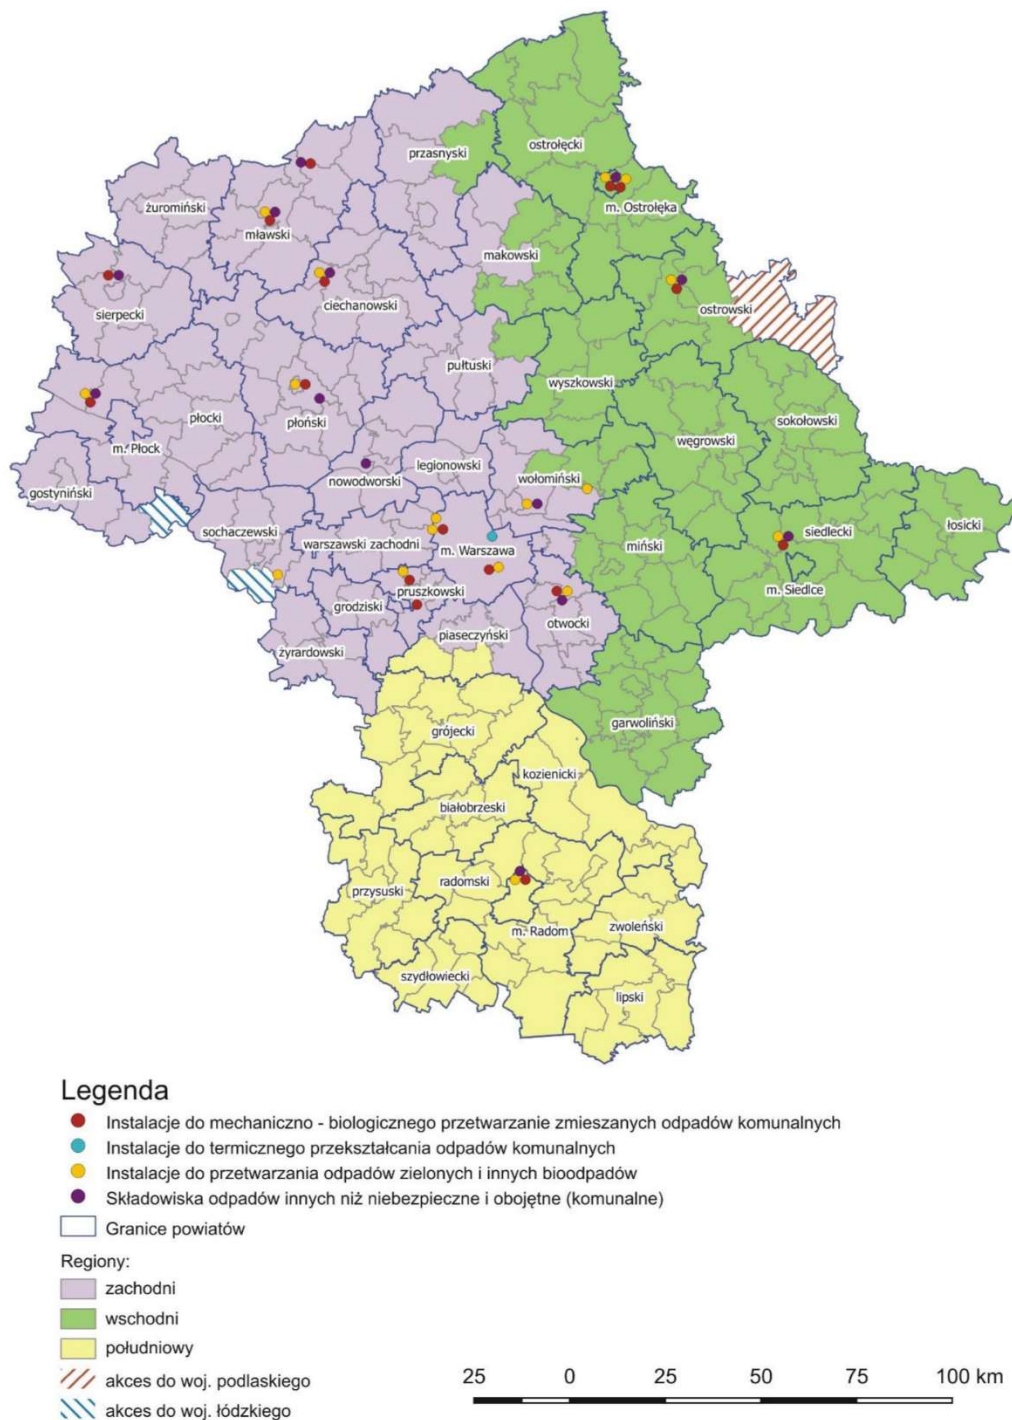 przasnyski
ostrołęcki
żuromiński
mławski
m. Ostrołęka
makowski
ciechanowski
sierpecki
ostrowski
pułtuski
wyszkowski
płocki
płoński
węgrowski
sokołowski
m. Płock
legionowski
wołomiński
nowodworski
gostyniński
sochaczewski
warszawski zachodni
m. Warszawa
miński
siedlecki
łosicki
m. Siedlce
pruszkowski
grodziski
otwocki
piaseczyński
żyrardowski
garwoliński
grójecki
kozienicki
białobrzeski
radomski
przysuski
m. Radom
zwoleński
szydłowiecki
lipski
Legenda
Instalacje do mechaniczno - biologicznego przetwarzanie zmieszanych odpadów komunalnych
Instalacje do termicznego przekształcania odpadów komunalnych
Instalacje do przetwarzania odpadów zielonych i innych bioodpadów
Składowiska odpadów innych niż niebezpieczne i obojętne (komunalne)
Granice powiatów
Regiony:
zachodni
wschodni
południowy
akces do woj. podlaskiego
akces do woj. łódzkiego
25 0 25 50 75 100 km